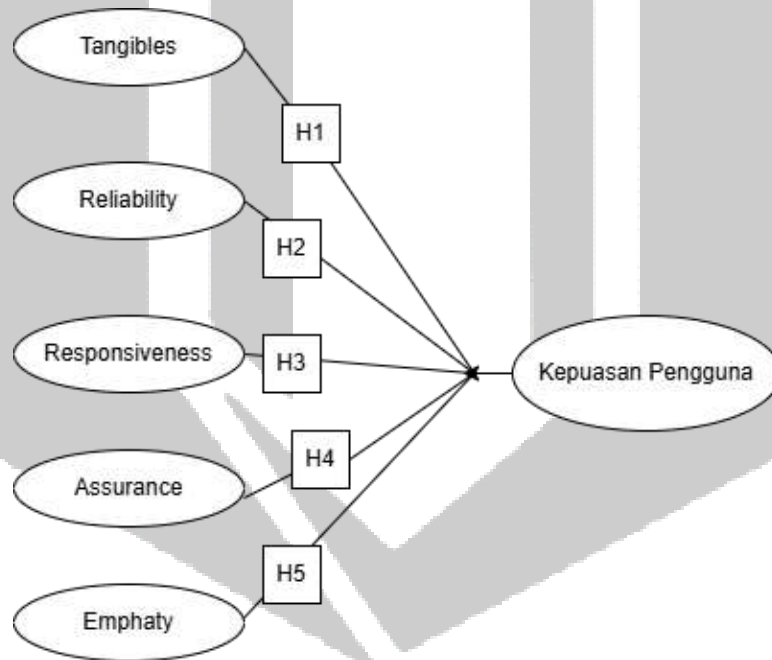 Tangibles
H1
Reliability
H2
Responsiveness
H3
Kepuasan Pengguna
Assurance
H4
Emphaty
H5